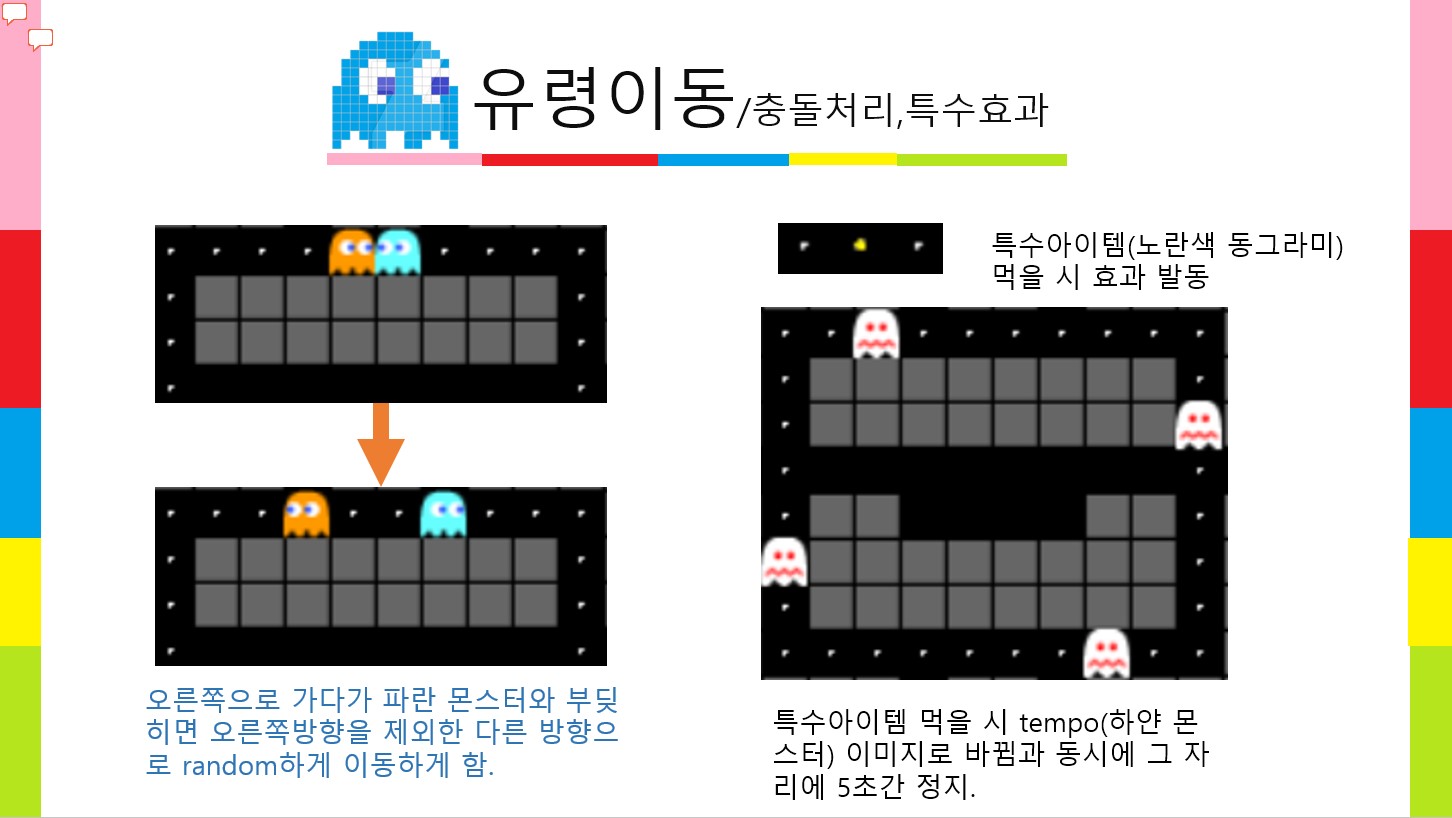 유령이동/충돌처리,특수효과
특수아이템(노란색 동그라미)
먹을 시 효과 발동
오른쪽으로 가다가 파란 몬스터와 부딪
히면 오른쪽방향을 제외한 다른 방향으
로 random하게 이동하게 함.
특수아이템 먹을 시 tempo(하얀 몬
스터) 이미지로 바뀜과 동시에 그 자
리에 5초간 정지.